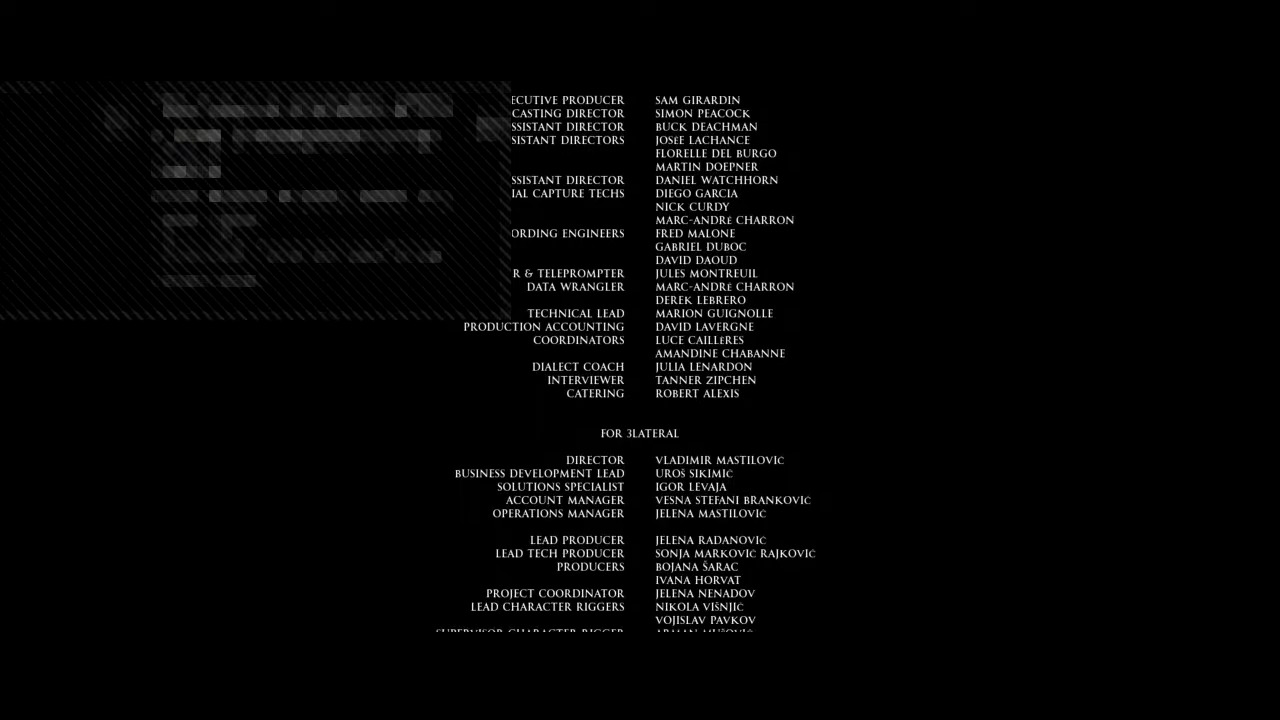 ECUTIVE PRODUCER SAM GIRARDIN
CASTING DIRECTOR SIMON PEACOCK
SSISTANT DIRECTOR BUCK DEACHMAN
SISTANT DIRECTORS JOSÉE LACHANCE
FLORELLE DEL BURGO
MARTIN DOEPNER
SSISTANT DIRECTOR DANIEL WATCHHORN
IAL CAPTURE TECHS DIEGO GARCIA
NICK CURDY
MARC-ANDRÉ CHARRON
ORDING ENGINEERS FRED MALONE
GABRIEL DUBOC
DAVID DAOUD
R & TELEPROMPTER JULES MONTREUIL
DATA WRANGLER MARC-ANDRÉ CHARRON
DEREK LEBRERO
TECHNICAL LEAD MARION GUIGNOLLE
PRODUCTION ACCOUNTING DAVID LAVERGNE
COORDINATORS LUCE CAILLÈRES
AMANDINE CHABANNE
DIALECT COACH JULIA LENARDON
INTERVIEWER TANNER ZIPCHEN
CATERING ROBERT ALEXIS
FOR 3LATERAL
DIRECTOR VLADIMIR MASTILOVIĆ
BUSINESS DEVELOPMENT LEAD UROŠ SIKIMIĆ
SOLUTIONS SPECIALIST IGOR LEVAJA
ACCOUNT MANAGER VESNA STEFANI BRANKOVIĆ
OPERATIONS MANAGER JELENA MASTILOVIĆ
LEAD PRODUCER JELENA RADANOVIĆ
LEAD TECH PRODUCER SONJA MARKOVIĆ RAJKOVIĆ
PRODUCERS BOJANA ŠARAC
IVANA HORVAT
PROJECT COORDINATOR JELENA NENADOV
LEAD CHARACTER RIGGERS NIKOLA VIŠNJIĆ
VOJISLAV PAVKOV